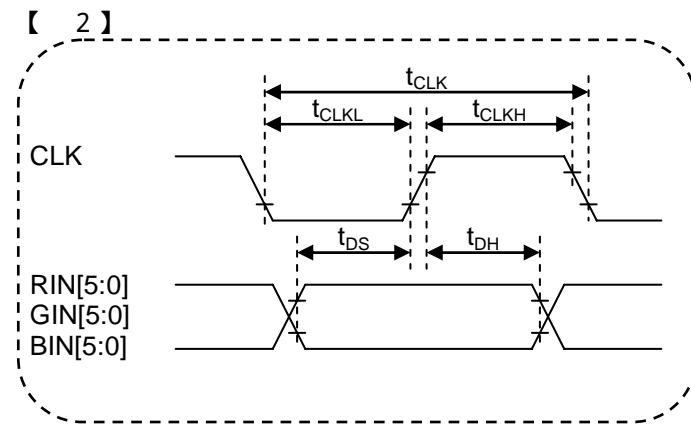 【 2】
tCLK
tCLKL tCLKH
CLK
tDS tDH
RIN[5:0]
GIN[5:0]
BIN[5:0]